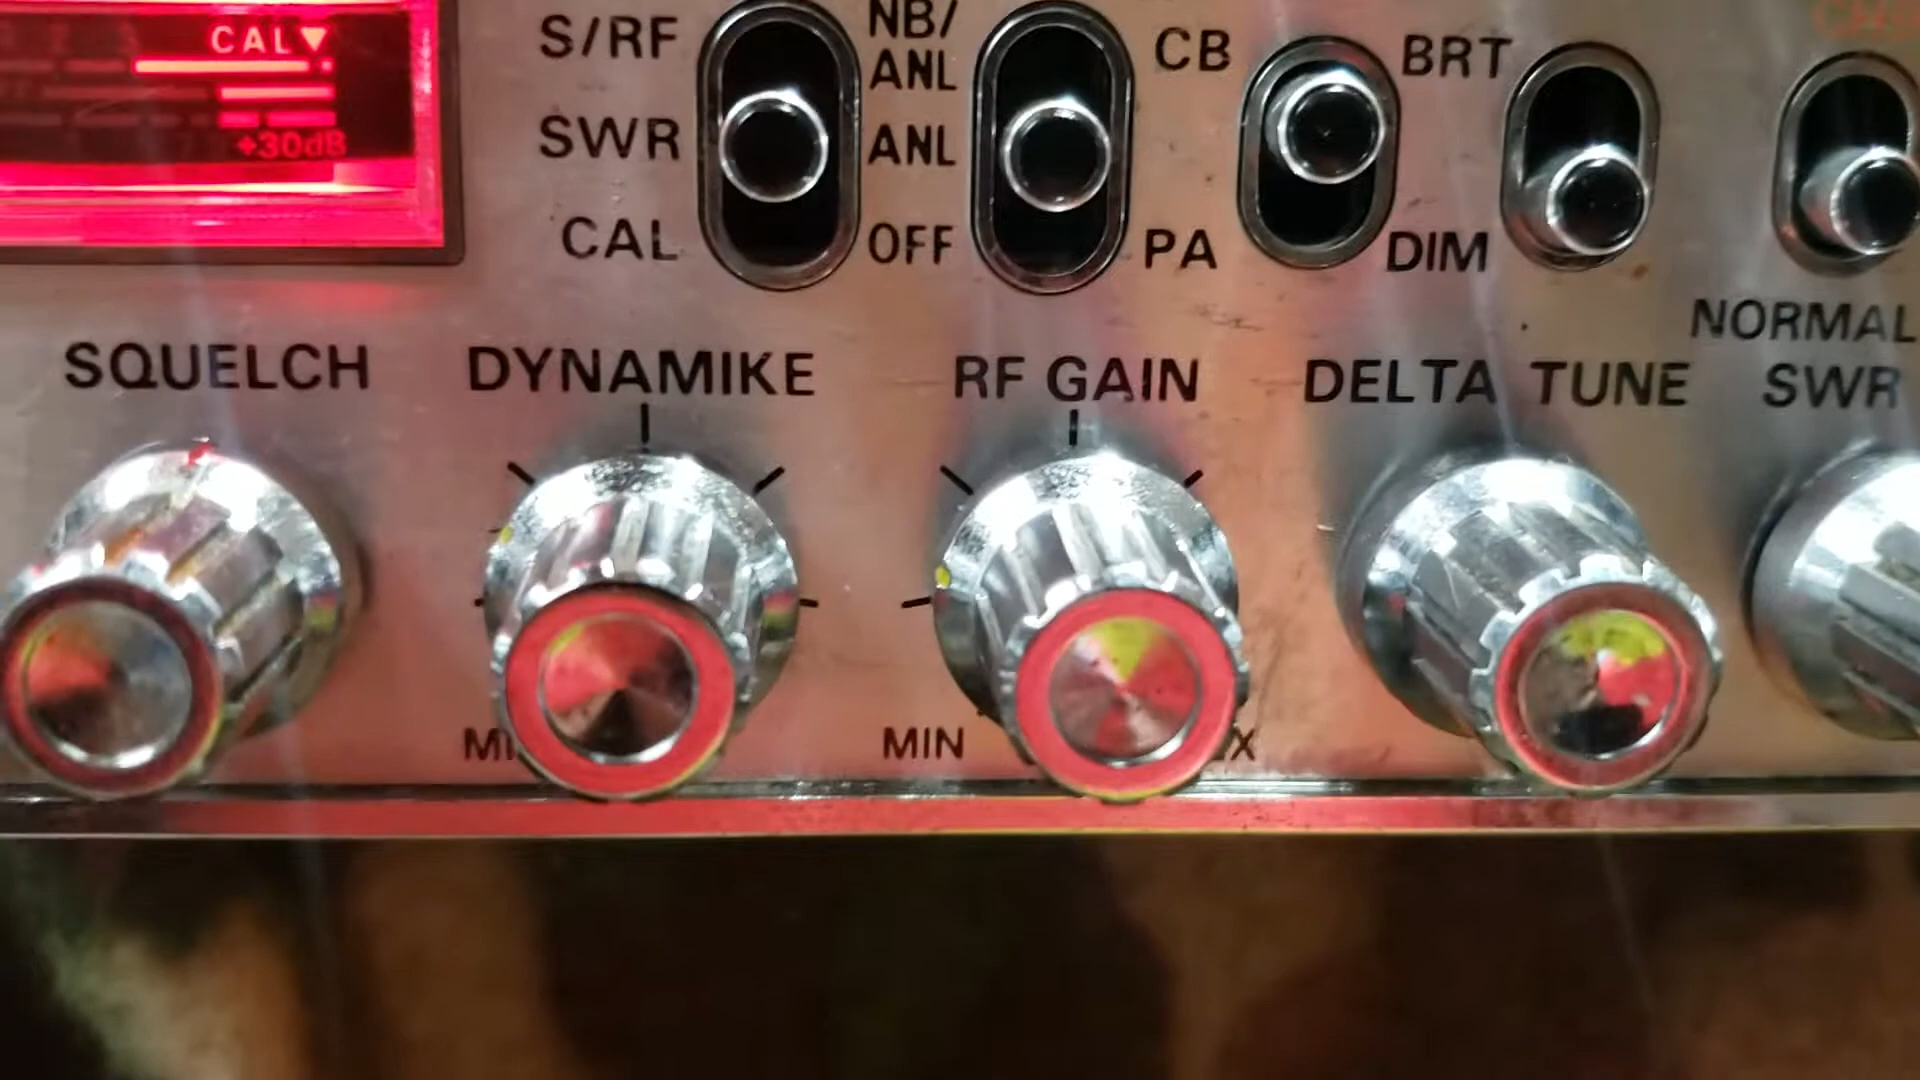 CAL▼
+30dB
S/RF
SWR
CAL
NB/
ANL
ANL
OFF
CB
PA
BRT
DIM
NORMAL
SQUELCH
DYNAMIKE
RF GAIN
DELTA TUNE
SWR
MIN